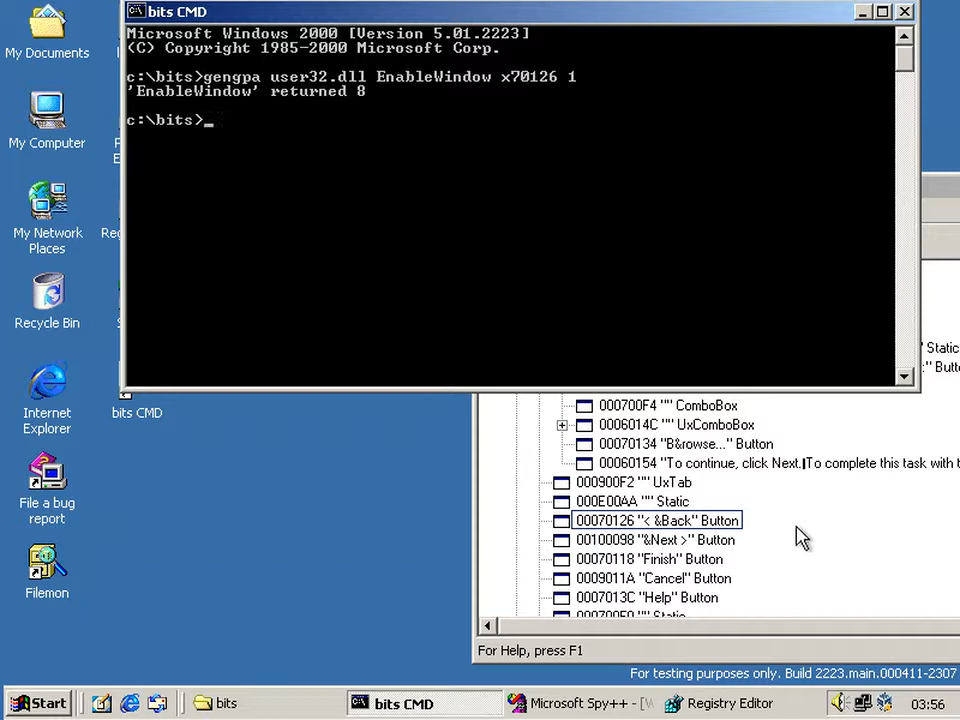 bits CMD
Microsoft Windows 2000 [Version 5.01.2223]
(C) Copyright 1985-2000 Microsoft Corp.
c:\bits>gengpa user32.dll EnableWindow x70126 1
'EnableWindow' returned 8
c:\bits>_
My Documents
My Computer
My Network
Places
Recycle Bin
Internet
Explorer
bits CMD
File a bug
report
Filemon
Static
000700F4 "" ComboBox
0006014C "" UxComboBox
00070134 "B&rowse..." Button
00060154 "To continue, click Next.|To complete this task with t
000900F2 "" UxTab
000E00AA "" Static
00070126 "< &Back" Button
00100098 "&Next >" Button
00070118 "Finish" Button
0009011A "Cancel" Button
0007013C "Help" Button
For Help, press F1
For testing purposes only. Build 2223.main.000411-2307
Start
bits
bits CMD
Microsoft Spy++ - [
Registry Editor
03:56